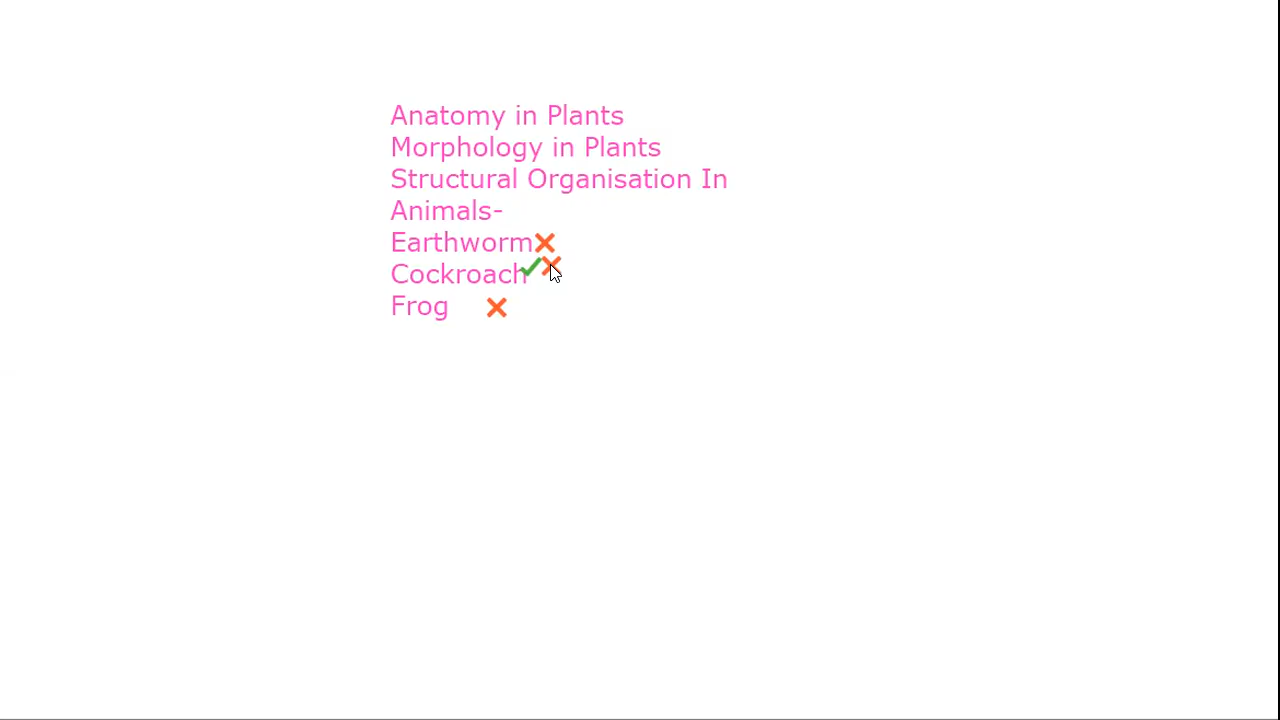 Anatomy in Plants
Morphology in Plants
Structural Organisation In
Animals-
Earthworm❌
Cockroach✔❌
Frog ❌